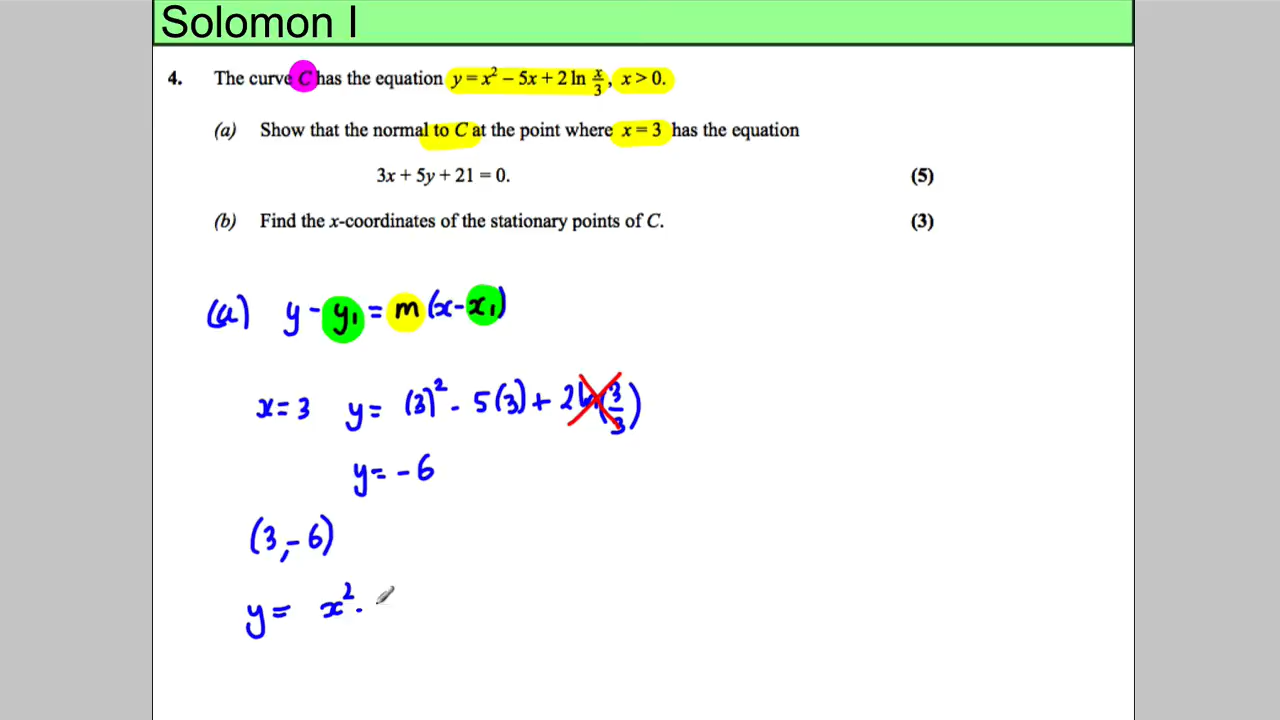 Solomon I
4. The curve C has the equation y = x² – 5x + 2 ln x/3, x > 0.
(a) Show that the normal to C at the point where x = 3 has the equation
3x + 5y + 21 = 0. (5)
(b) Find the x-coordinates of the stationary points of C. (3)
(a) y - y₁ = m (x - x₁)
x = 3 y = (3)² - 5(3) + 2ln(3/3)
y = -6
(3, -6)
y = x² -